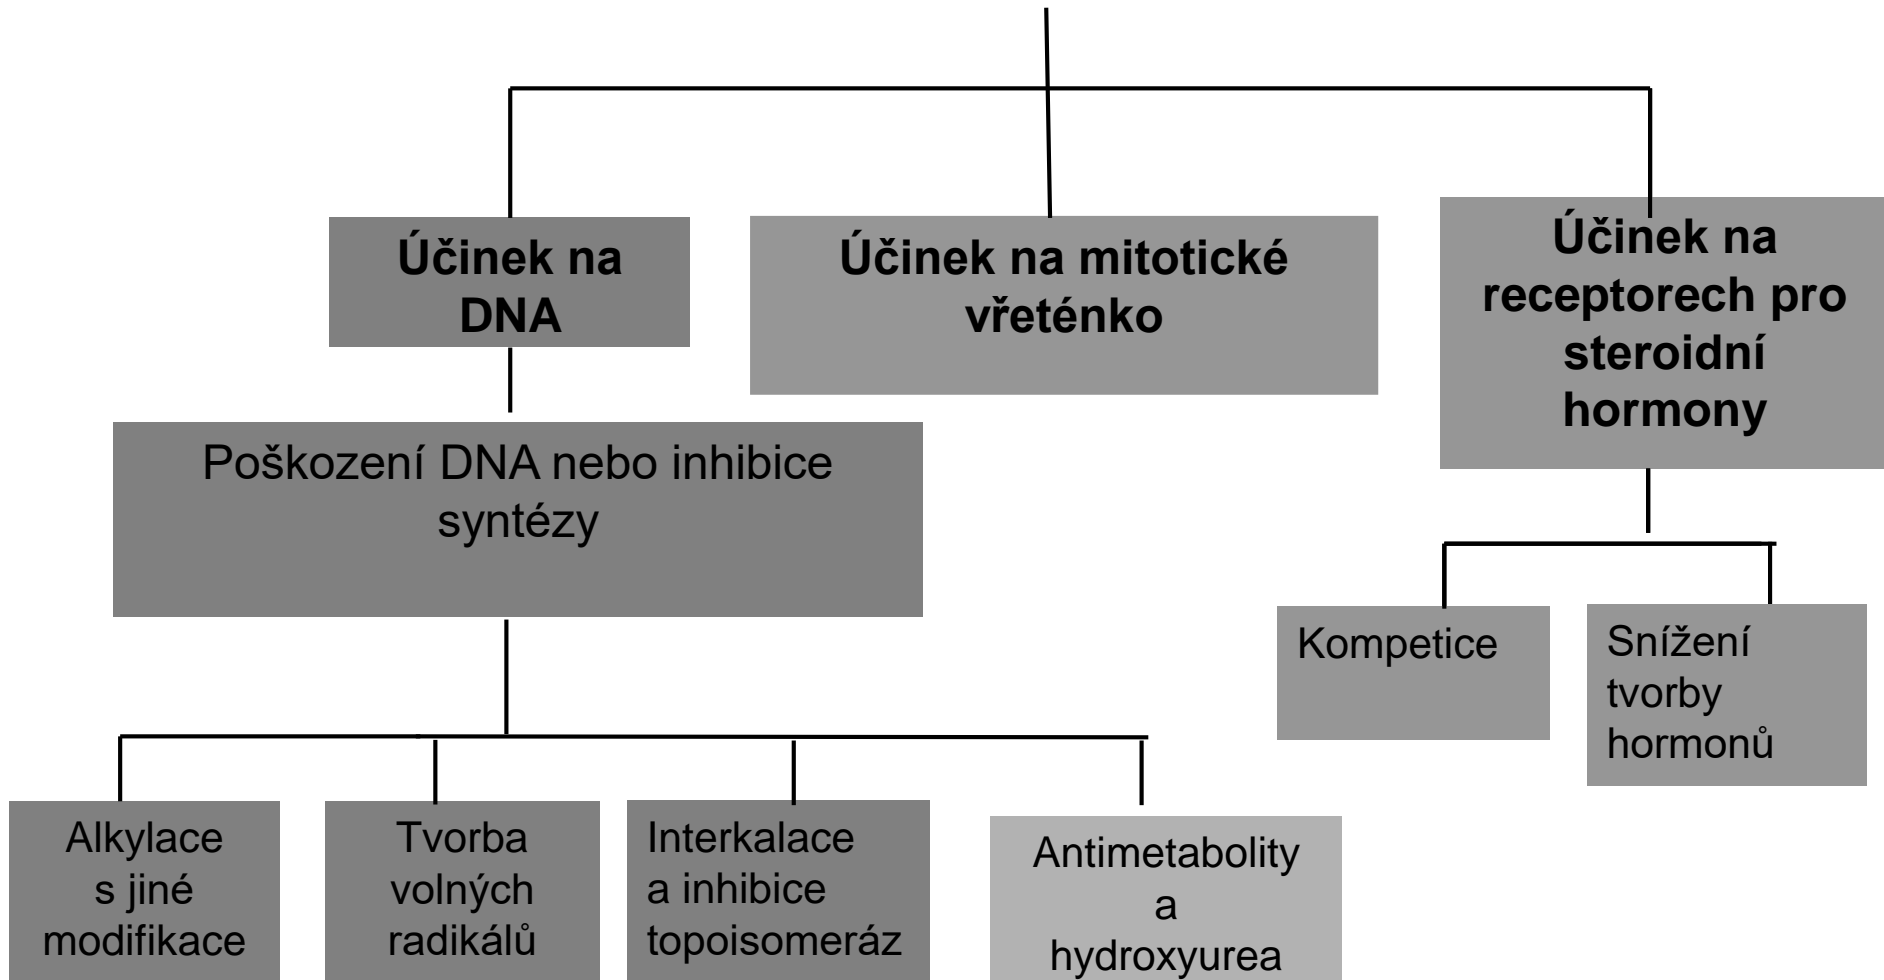 Účinek na
DNA
Účinek na mitotické
vřeténko
Účinek na
receptorech pro
steroidní
hormony
Poškození DNA nebo inhibice
syntézy
Kompetice
Snížení
tvorby
hormonů
Alkylace
s jiné
modifikace
Tvorba
volných
radikálů
Interkalace
a inhibice
topoisomeráz
Antimetabolity
a
hydroxyurea